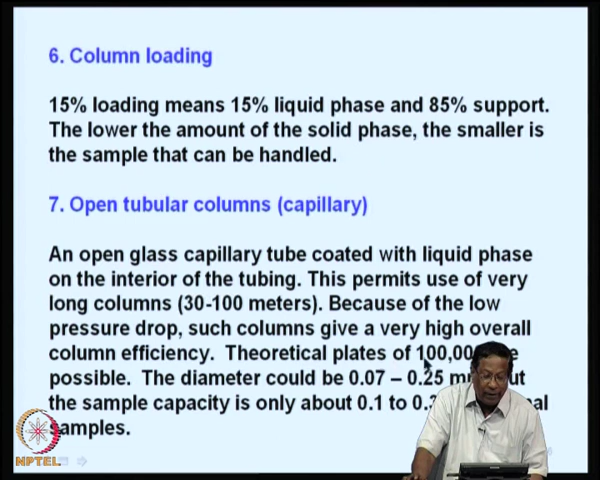 6. Column loading
15% loading means 15% liquid phase and 85% support.
The lower the amount of the solid phase, the smaller is
the sample that can be handled.
7. Open tubular columns (capillary)
An open glass capillary tube coated with liquid phase
on the interior of the tubing. This permits use of very
long columns (30-100 meters). Because of the low
pressure drop, such columns give a very high overall
column efficiency. Theoretical plates of
possible. The diameter could be 0.07 – 0.25
the sample capacity is only about 0.1 to
samples.
NPTEL